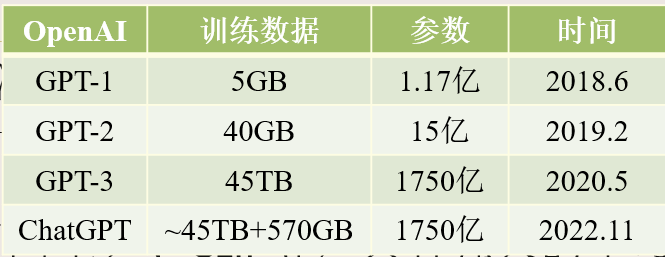 OpenAI 训练数据 参数 时间
GPT-1 5GB 1.17亿 2018.6
GPT-2 40GB 15亿 2019.2
GPT-3 45TB 1750亿 2020.5
ChatGPT ~45TB+570GB 1750亿 2022.11